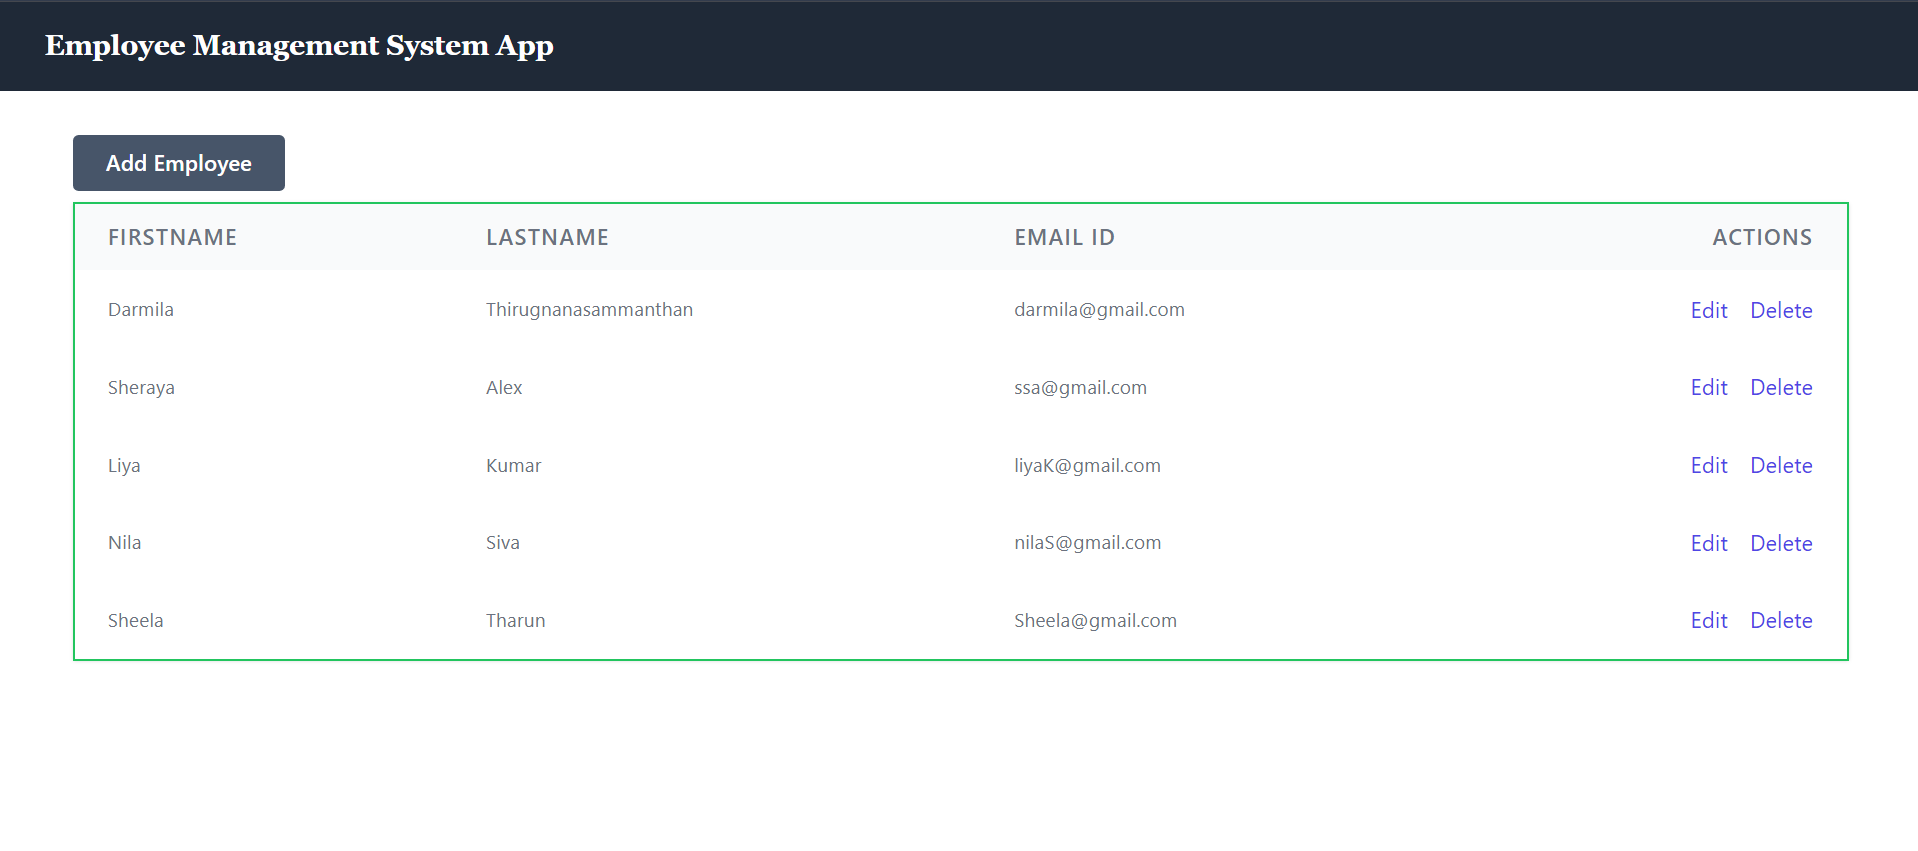 Employee Management System App
Add Employee
FIRSTNAME LASTNAME EMAIL ID ACTIONS
Darmila Thirugnanasammanthan darmila@gmail.com Edit Delete
Sheraya Alex ssa@gmail.com Edit Delete
Liya Kumar liyaK@gmail.com Edit Delete
Nila Siva nilaS@gmail.com Edit Delete
Sheela Tharun Sheela@gmail.com Edit Delete